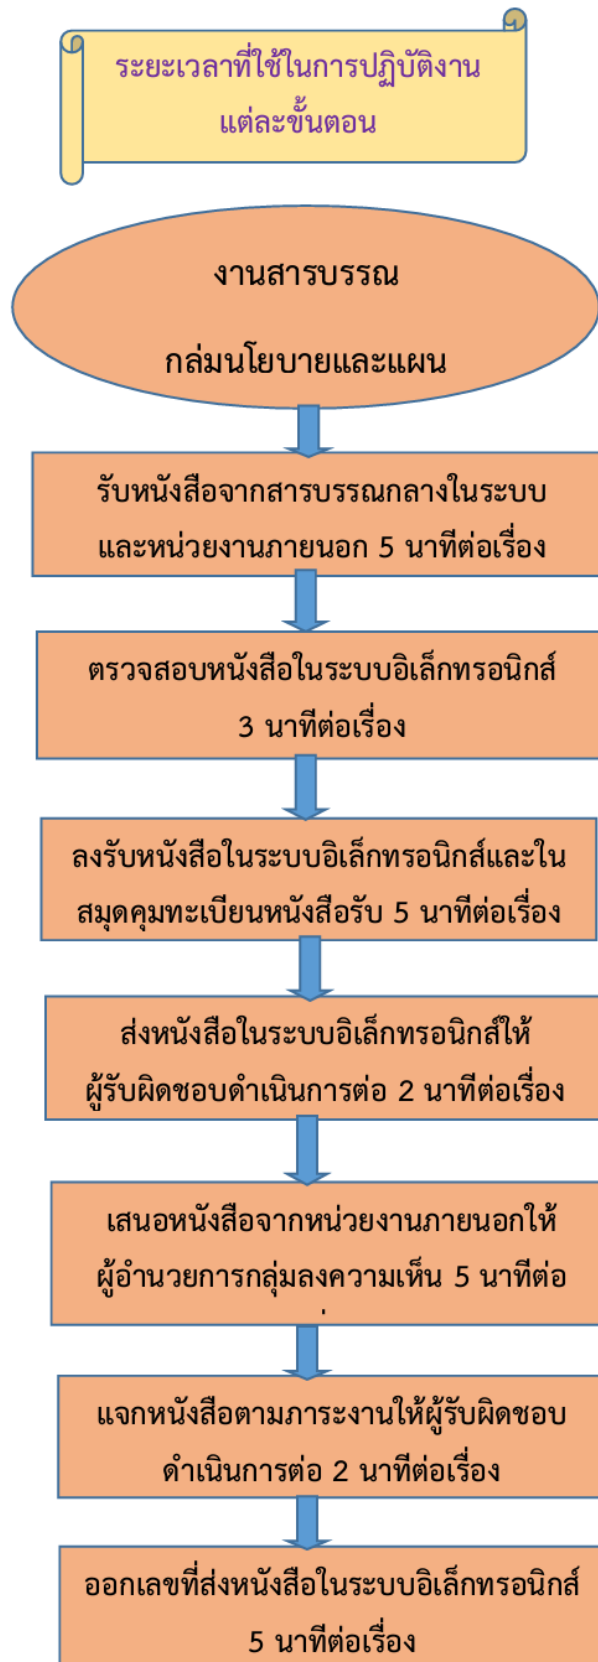 ระยะเวลาที่ใช้ในการปฏิบัติงาน
แต่ละขั้นตอน
งานสารบรรณ
กล่มนโยบายและแผน
รับหนังสือจากสารบรรณกลางในระบบ
และหน่วยงานภายนอก 5 นาทีต่อเรื่อง
ตรวจสอบหนังสือในระบบอิเล็กทรอนิกส์
3 นาทีต่อเรื่อง
ลงรับหนังสือในระบบอิเล็กทรอนิกส์และใน
สมุดคุมทะเบียนหนังสือรับ 5 นาทีต่อเรื่อง
ส่งหนังสือในระบบอิเล็กทรอนิกส์ให้
ผู้รับผิดชอบดำเนินการต่อ 2 นาทีต่อเรื่อง
เสนอหนังสือจากหน่วยงานภายนอกให้
ผู้อำนวยการกลุ่มลงความเห็น 5 นาทีต่อ
แจกหนังสือตามภาระงานให้ผู้รับผิดชอบ
ดำเนินการต่อ 2 นาทีต่อเรื่อง
ออกเลขที่ส่งหนังสือในระบบอิเล็กทรอนิกส์
5 นาทีต่อเรื่อง